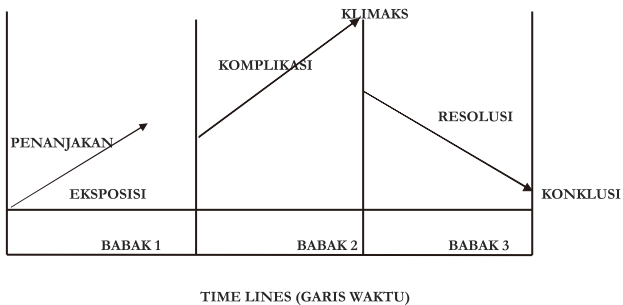 KLIMAKS
KOMPLIKASI
RESOLUSI
PENANJAKAN
EKSPOSISI
KONKLUSI
BABAK 1
BABAK 2
BABAK 3
TIME LINES (GARIS WAKTU)